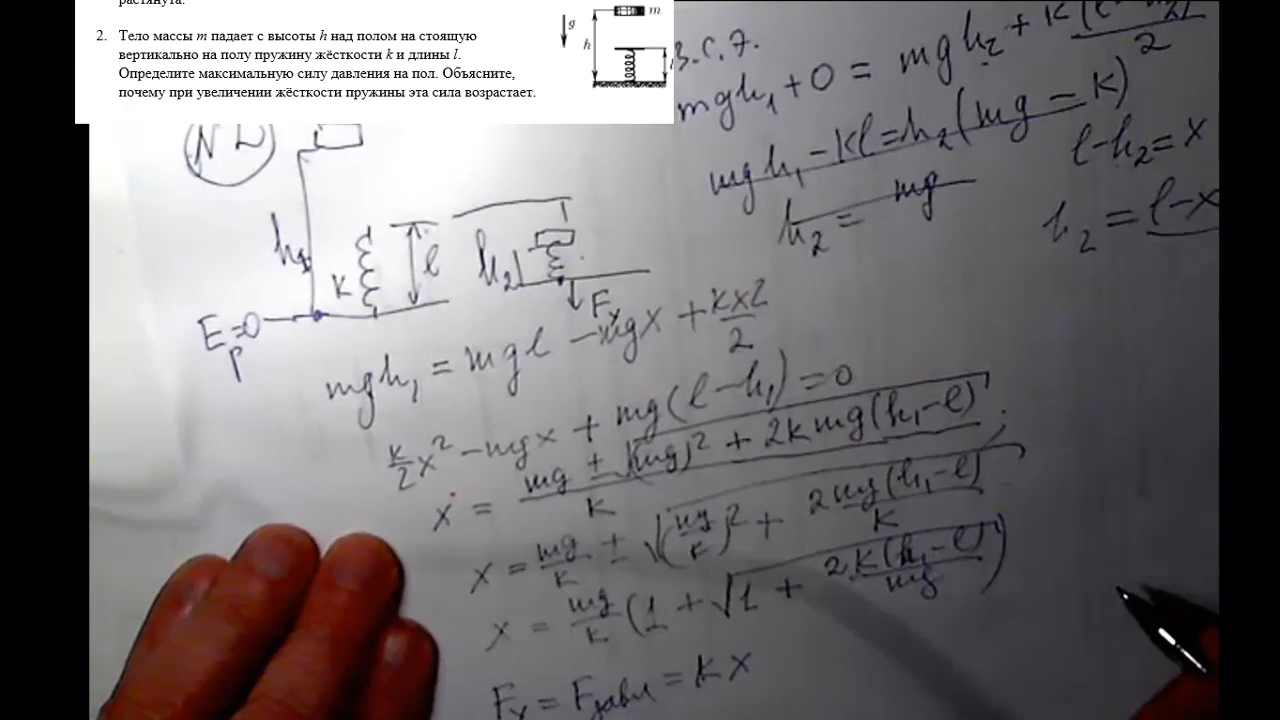 растянута.
2. Тело массы m падает с высоты h над полом на стоящую
вертикально на полу пружину жёсткости k и длины l.
Определите максимальную силу давления на пол. Объясните,
почему при увеличении жёсткости пружины эта сила возрастает.
g
m
h
З.С.Э.
mgh₁ + 0 = mgh₂ + k(l-h₂)²/2
mgh₁ - kl = h₂(mg - k)
l-h₂ = x
h₂ = mg
h₂ = l-x
h₁
k
l
h₂
Fy
Eр=0
mgh₁ = mgl - mgx + kx²/2
k/2 x² - mgx + mg(l-h₁) = 0
x = mg ± √(mg)² + 2kmg(h₁-l) / k ;
x = mg/k ± √(mg/k)² + 2mg(h₁-l)/k
x = mg/k (1 + √1 + 2k(h₁-l)/mg)
Fy = Fдавл = kx